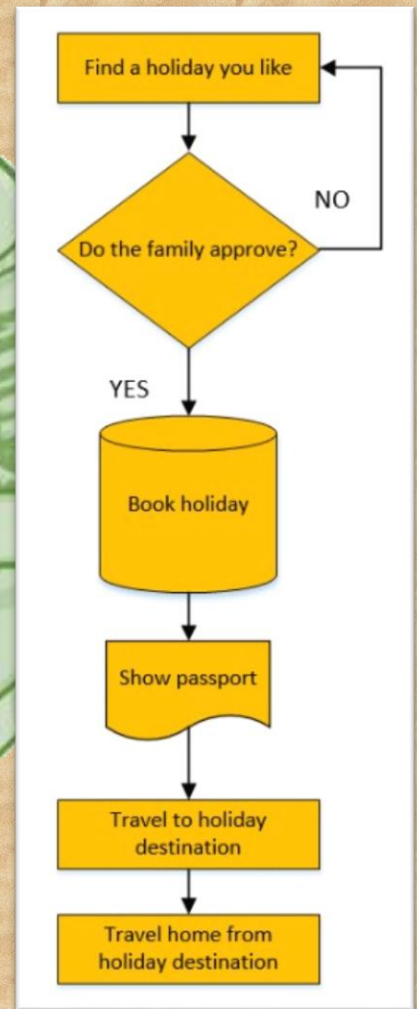 Find a holiday you like
NO
Do the family approve?
YES
Book holiday
Show passport
Travel to holiday
destination
Travel home from
holiday destination